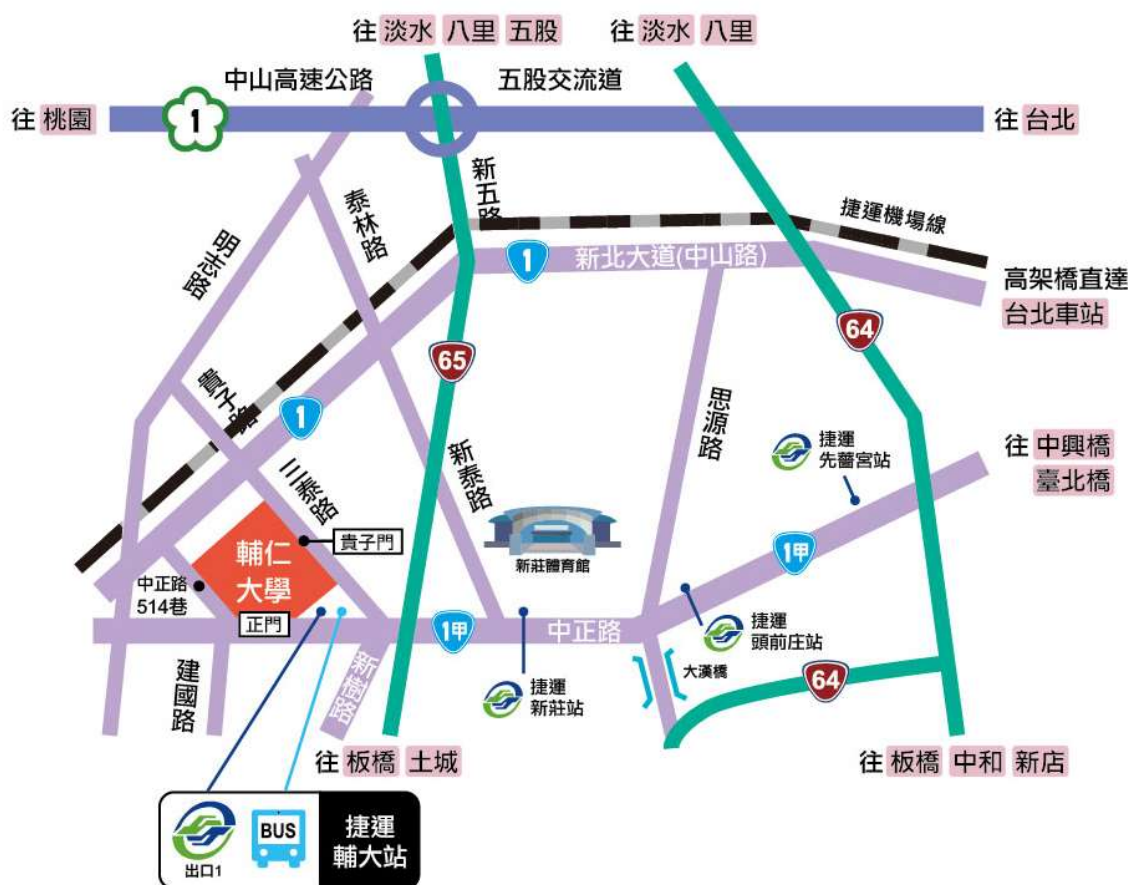 往 淡水 八里 五股
往 淡水 八里
中山高速公路
五股交流道
往 桃園
1
往 台北
新五路
泰林路
明志路
捷運機場線
1
新北大道(中山路)
高架橋直達
台北車站
64
65
貴子路
1
思源路
新泰路
捷運
先嗇宮站
往 中興橋
臺北橋
三泰路
輔仁
大學
貴子門
新莊體育館
1甲
中正路
514巷
正門
1甲
中正路
捷運
頭前庄站
建國路
新樹路
捷運
新莊站
大漢橋
64
往 板橋 土城
往 板橋 中和 新店
BUS
出口1
捷運
輔大站